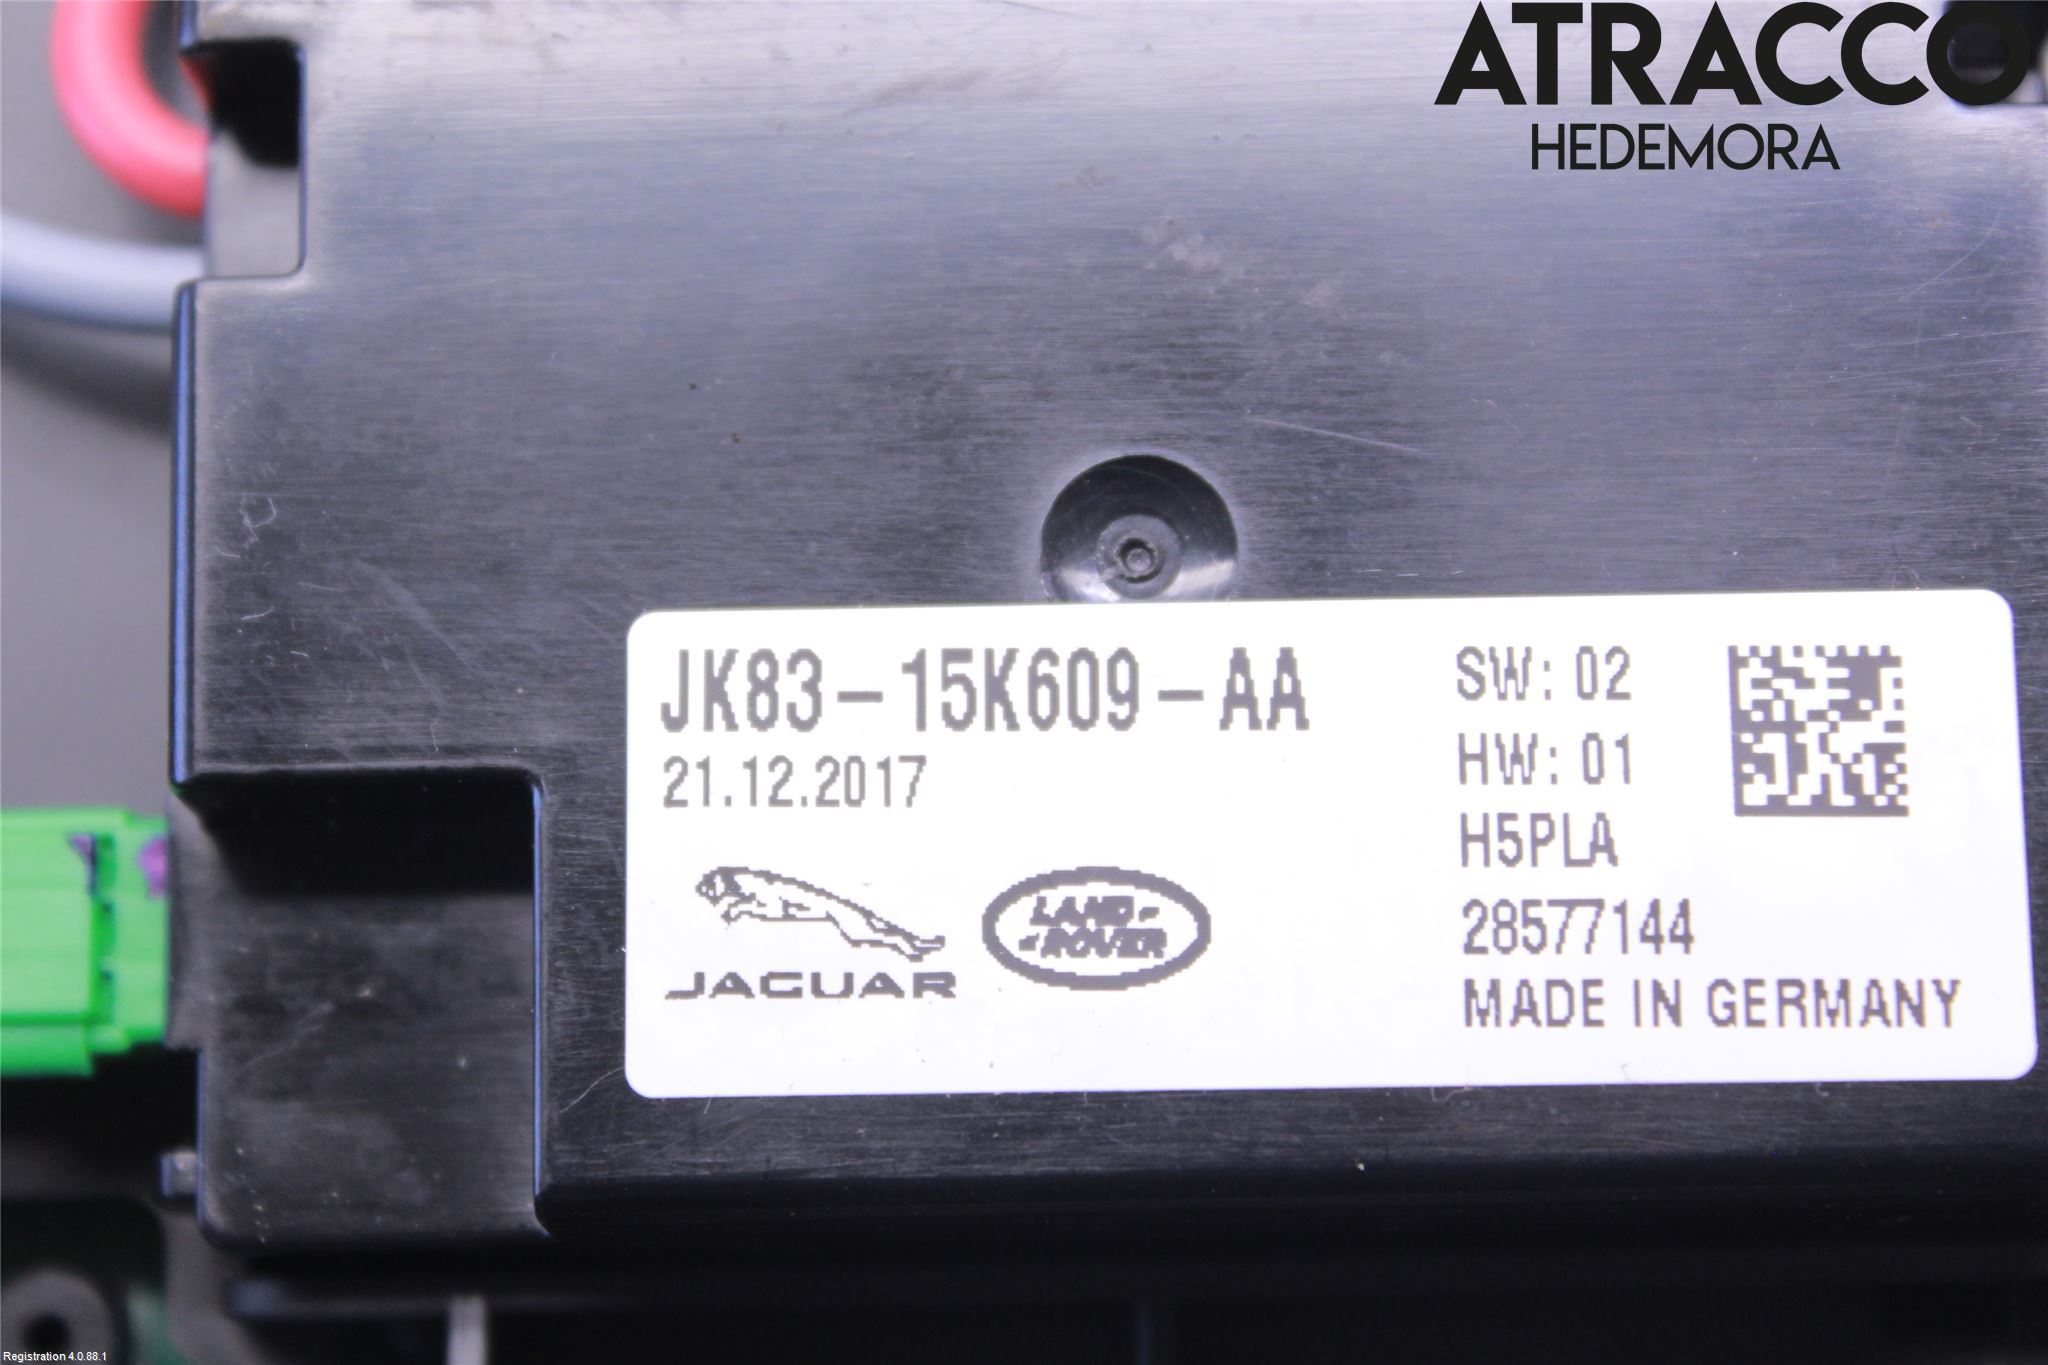 ATRACCO
HEDEMORA
JK83-15K609-AA
21.12.2017
SW: 02
HW: 01
H5PLA
28577144
MADE IN GERMANY
JAGUAR
LAND
ROVER
Registration 4.0.88.1